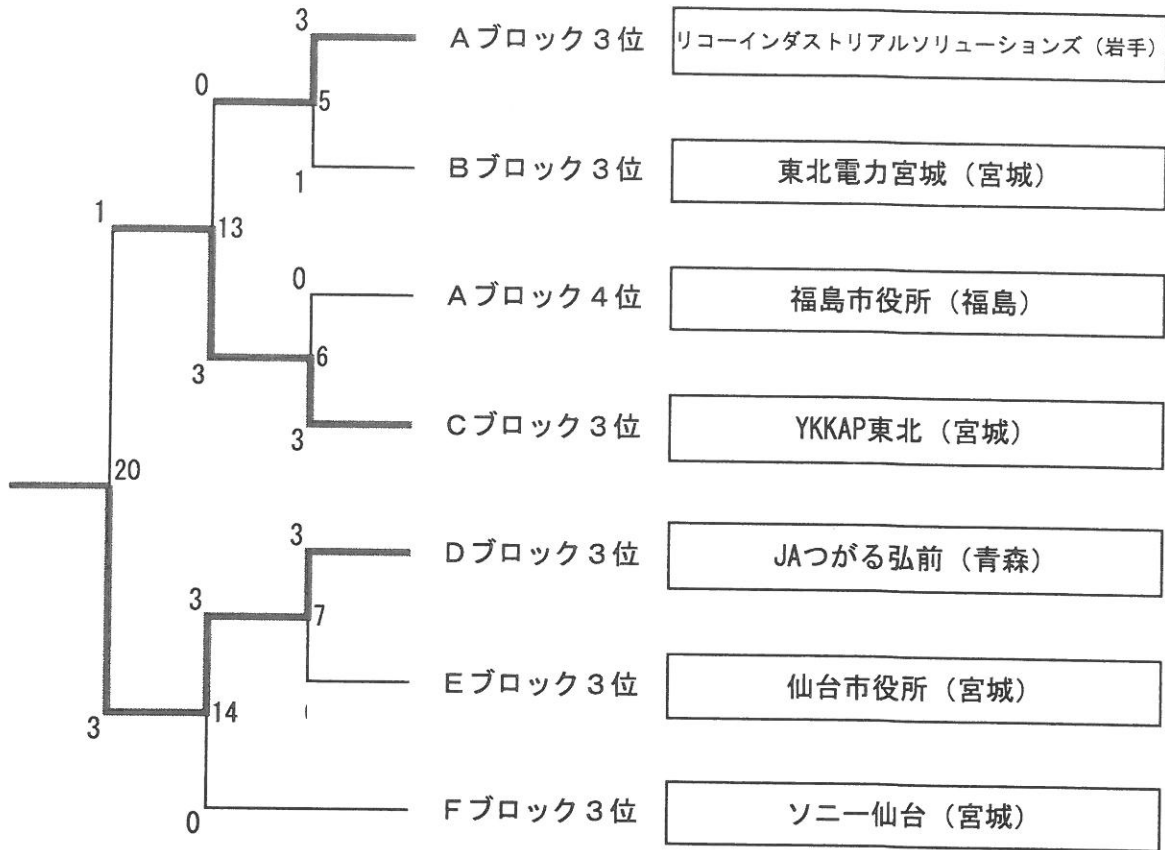 3
Aブロック3位 リコーインダストリアルソリューションズ（岩手）
0
5
Bブロック3位 東北電力宮城（宮城）
1
1
13
0
Aブロック4位 福島市役所（福島）
6
3
Cブロック3位 YKKAP東北（宮城）
3
20
3
Dブロック3位 JAつがる弘前（青森）
3
7
Eブロック3位 仙台市役所（宮城）
14
3
Fブロック3位 ソニー仙台（宮城）
0